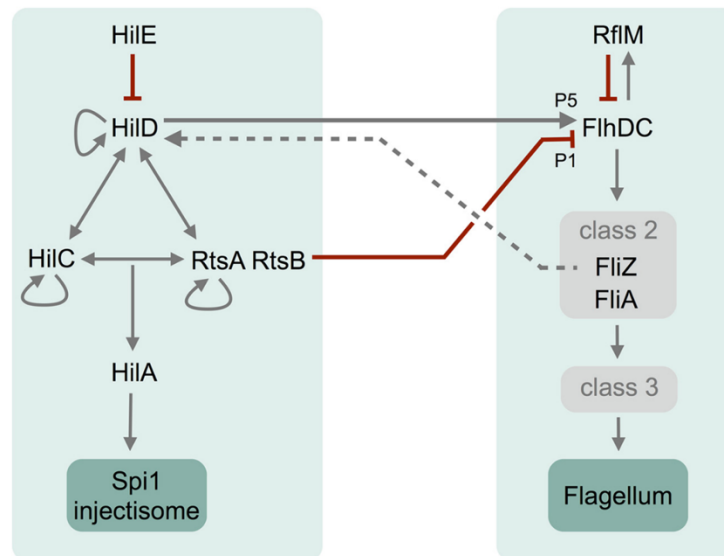 HilE
RflM
HilD
P5
FlhDC
P1
class 2
HilC
RtsA RtsB
FliZ
FliA
HilA
class 3
Spi1
injectisome
Flagellum